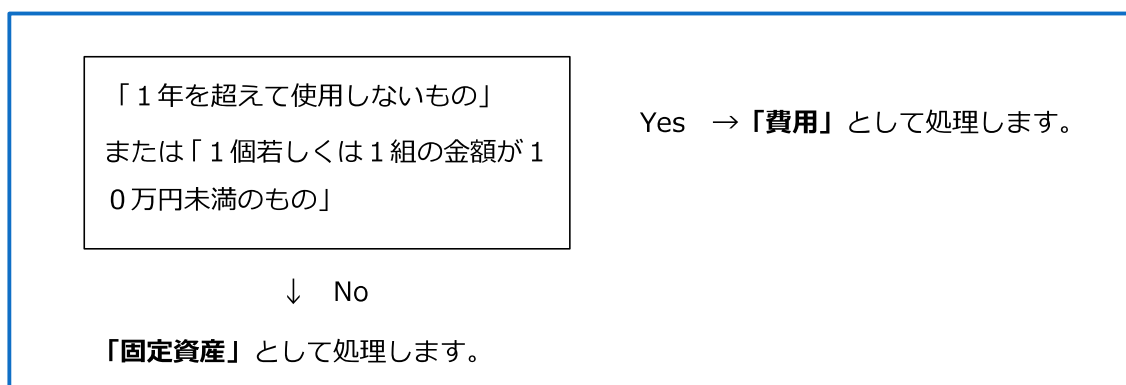 「１年を超えて使用しないもの」
または「１個若しくは１組の金額が１
０万円未満のもの」
Yes　→「費用」として処理します。
↓　No
「固定資産」として処理します。